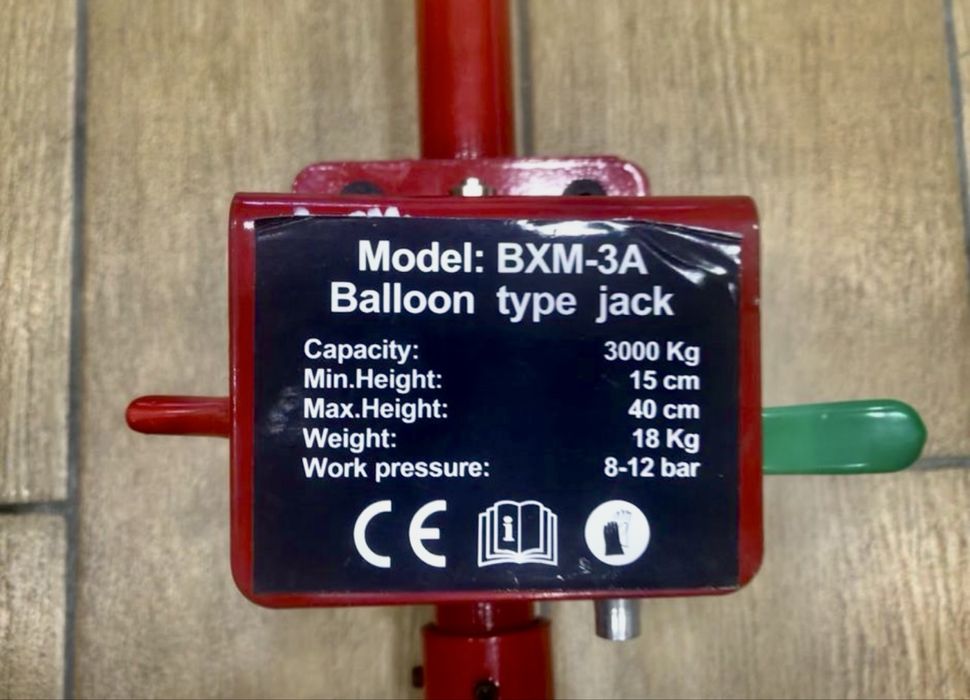 Model: BXM-3A
Balloon type jack
Capacity: 3000 Kg
Min.Height: 15 cm
Max.Height: 40 cm
Weight: 18 Kg
Work pressure: 8-12 bar
CE
i